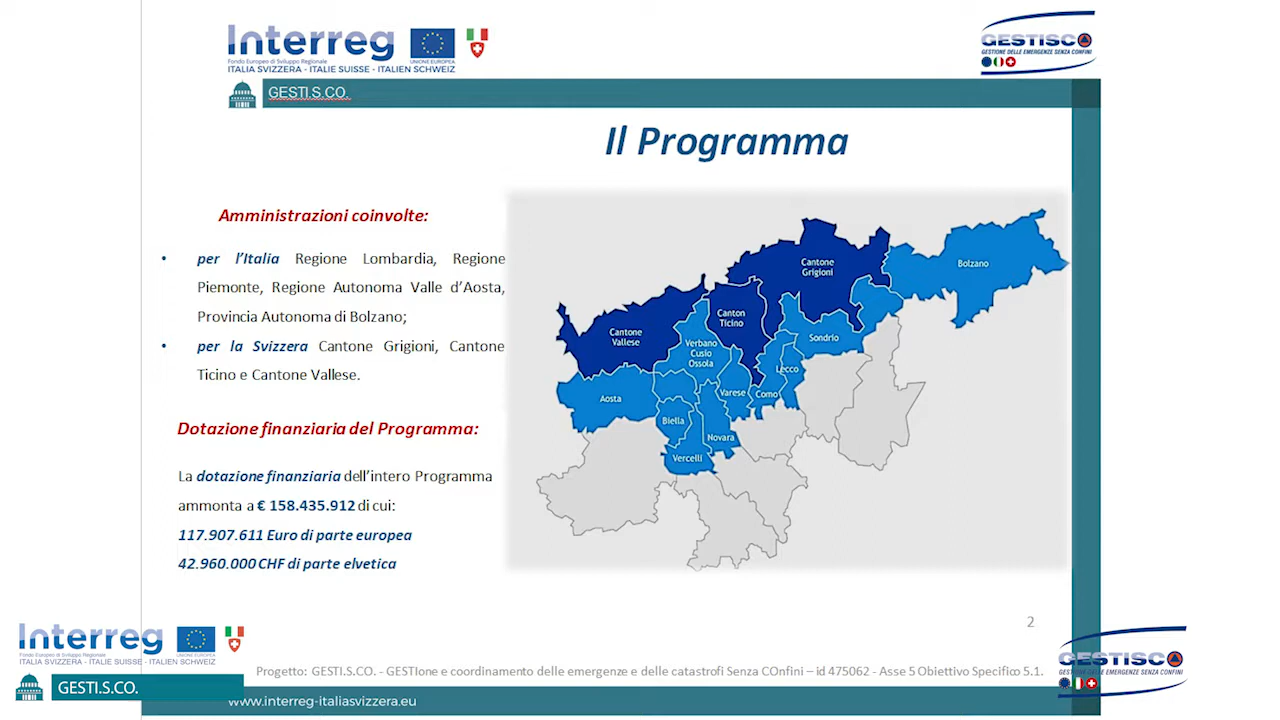 Interreg
UNIONE EUROPEA
Fondo Europeo di Sviluppo Regionale
ITALIA SVIZZERA - ITALIE SUISSE - ITALIEN SCHWEIZ
GESTISCO
GESTIONE DELLE EMERGENZE SENZA CONFINI
GESTI.S.CO.
Il Programma
Amministrazioni coinvolte:
• per l’Italia Regione Lombardia, Regione
Piemonte, Regione Autonoma Valle d’Aosta,
Provincia Autonoma di Bolzano;
• per la Svizzera Cantone Grigioni, Cantone
Ticino e Cantone Vallese.
Dotazione finanziaria del Programma:
La dotazione finanziaria dell’intero Programma
ammonta a € 158.435.912 di cui:
117.907.611 Euro di parte europea
42.960.000 CHF di parte elvetica
Cantone
Grigioni
Bolzano
Canton
Ticino
Cantone
Vallese
Verbano
Cusio
Ossola
Sondrio
Lecco
Aosta
Varese
Como
Biella
Novara
Vercelli
2
Interreg
UNIONE EUROPEA
Fondo Europeo di Sviluppo Regionale
ITALIA SVIZZERA - ITALIE SUISSE - ITALIEN SCHWEIZ
GESTISCO
GESTIONE DELLE EMERGENZE SENZA CONFINI
Progetto: GESTI.S.CO. - GESTIone e coordinamento delle emergenze e delle catastrofi Senza COnfini – id 475062 - Asse 5 Obiettivo Specifico 5.1.
GESTI.S.CO.
www.interreg-italiasvizzera.eu